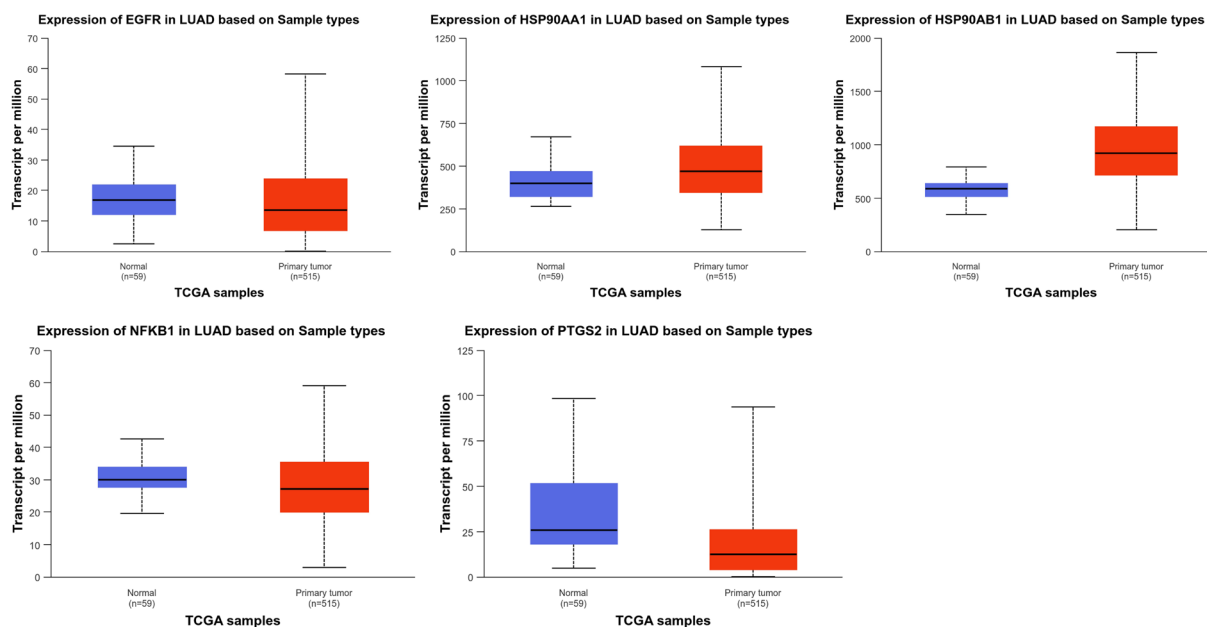 Expression of EGFR in LUAD based on Sample types
Transcript per million
70
60
50
40
30
20
10
0
Normal
(n=59)
Primary tumor
(n=515)
TCGA samples
Expression of HSP90AA1 in LUAD based on Sample types
Transcript per million
1250
1000
750
500
250
0
Normal
(n=59)
Primary tumor
(n=515)
TCGA samples
Expression of HSP90AB1 in LUAD based on Sample types
Transcript per million
2000
1500
1000
500
0
Normal
(n=59)
Primary tumor
(n=515)
TCGA samples
Expression of NFKB1 in LUAD based on Sample types
Transcript per million
70
60
50
40
30
20
10
0
Normal
(n=59)
Primary tumor
(n=515)
TCGA samples
Expression of PTGS2 in LUAD based on Sample types
Transcript per million
125
100
75
50
25
0
Normal
(n=59)
Primary tumor
(n=515)
TCGA samples